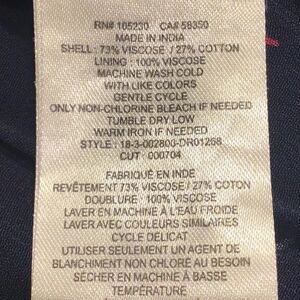 RN# 105230 CA# 59350
MADE IN INDIA
SHELL : 73% VISCOSE / 27% COTTON
LINING : 100% VISCOSE
MACHINE WASH COLD
WITH LIKE COLORS
GENTLE CYCLE
ONLY NON-CHLORINE BLEACH IF NEEDED
TUMBLE DRY LOW
WARM IRON IF NEEDED
STYLE : 18-3-002800-DR01258
CUT : 000704
FABRIQUÉ EN INDE
REVÊTEMENT 73% VISCOSE / 27% COTON
DOUBLURE : 100% VISCOSE
LAVER EN MACHINE À L'EAU FROIDE
LAVER AVEC COULEURS SIMILAIRES
CYCLE DÉLICAT
UTILISER SEULEMENT UN AGENT DE
BLANCHIMENT NON CHLORÉ AU BESOIN
SÉCHER EN MACHINE À BASSE
TEMPÉRATURE